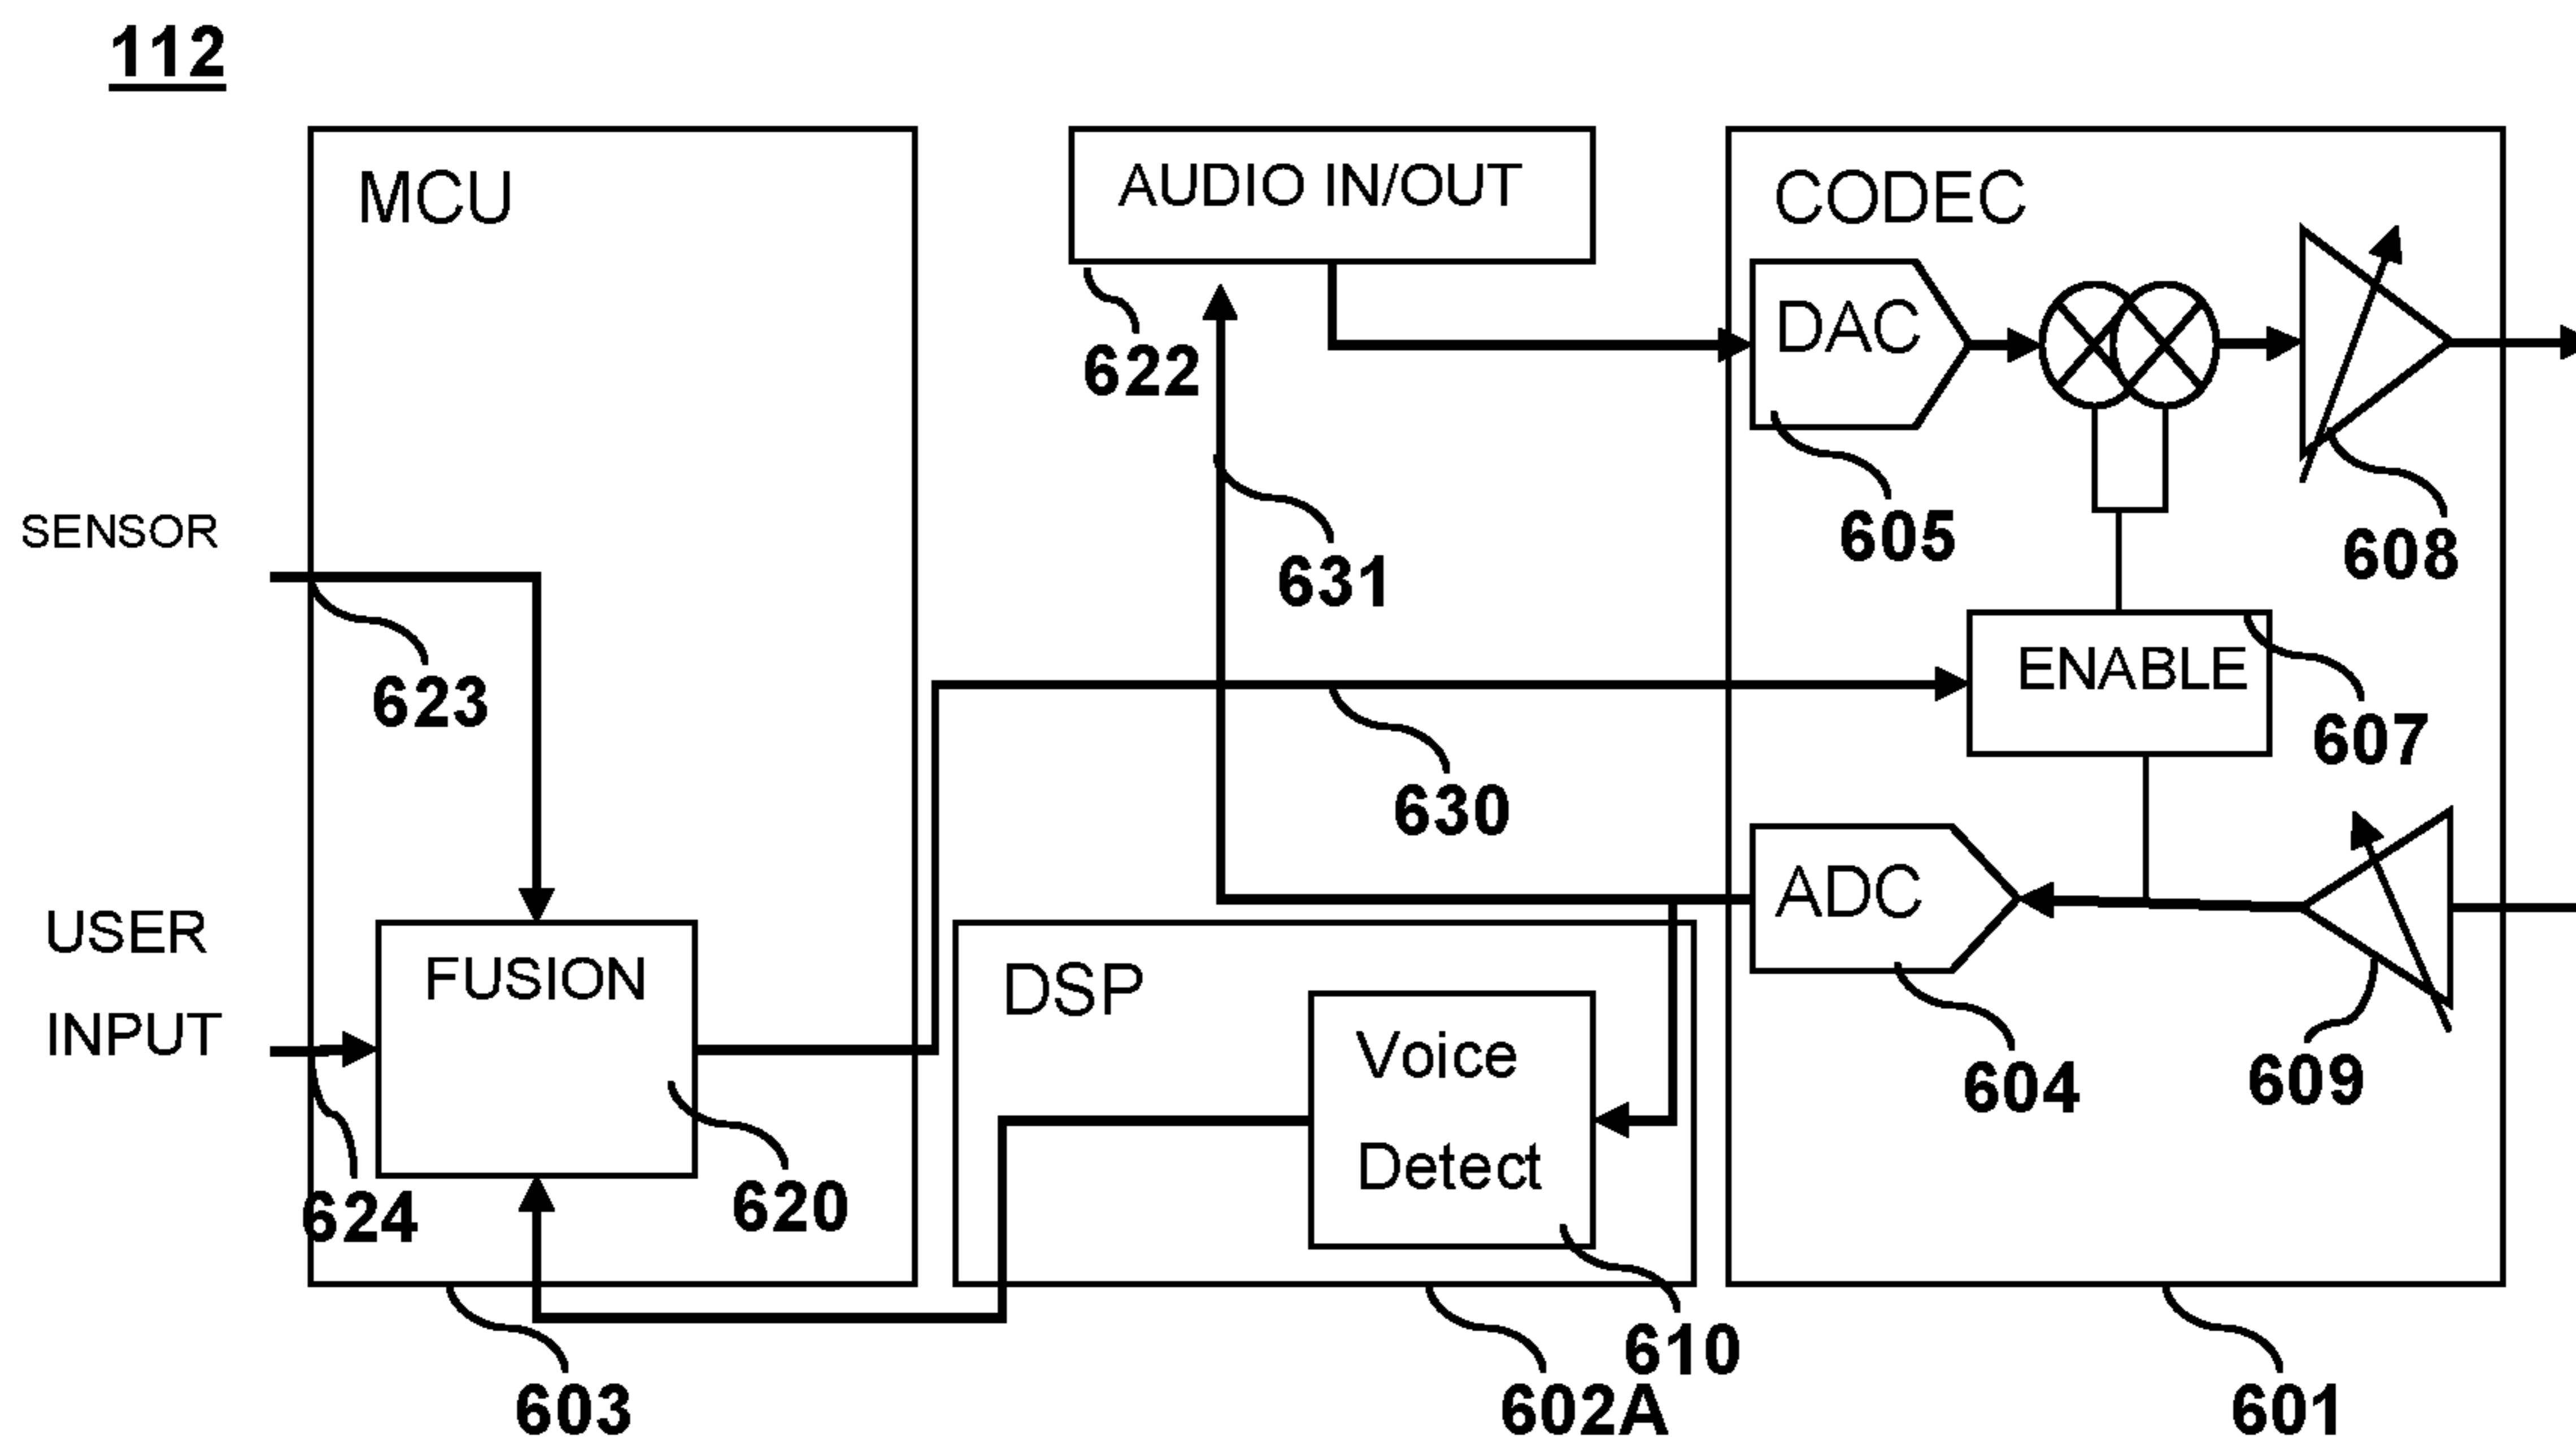 112
MCU
AUDIO IN/OUT
CODEC
DAC
622
605
608
SENSOR
631
623
630
ENABLE
607
USER
INPUT
FUSION
DSP
ADC
Voice
Detect
604
609
624
620
610
603
602A
601